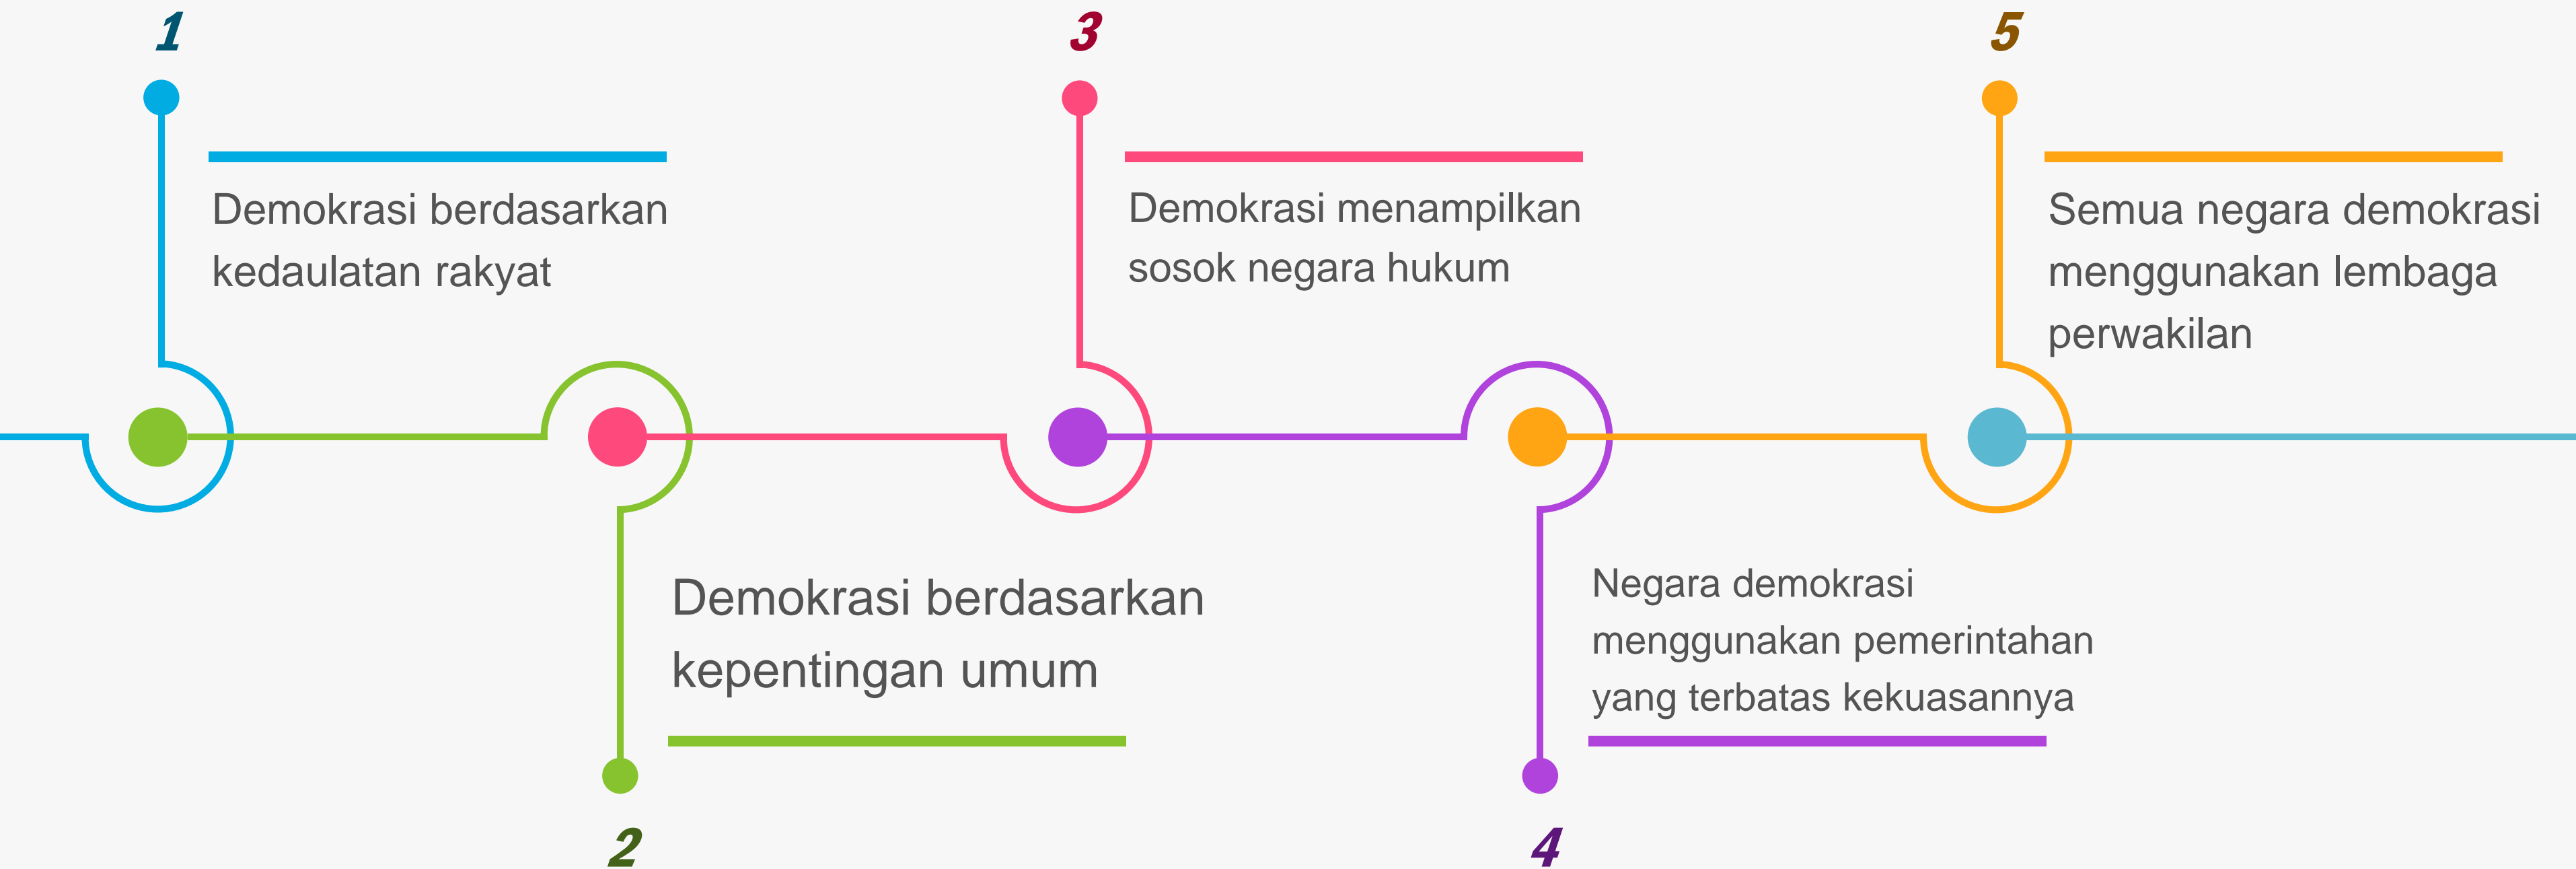 1
Demokrasi berdasarkan
kedaulatan rakyat
2
Demokrasi berdasarkan
kepentingan umum
3
Demokrasi menampilkan
sosok negara hukum
4
Negara demokrasi
menggunakan pemerintahan
yang terbatas kekuasannya
5
Semua negara demokrasi
menggunakan lembaga
perwakilan